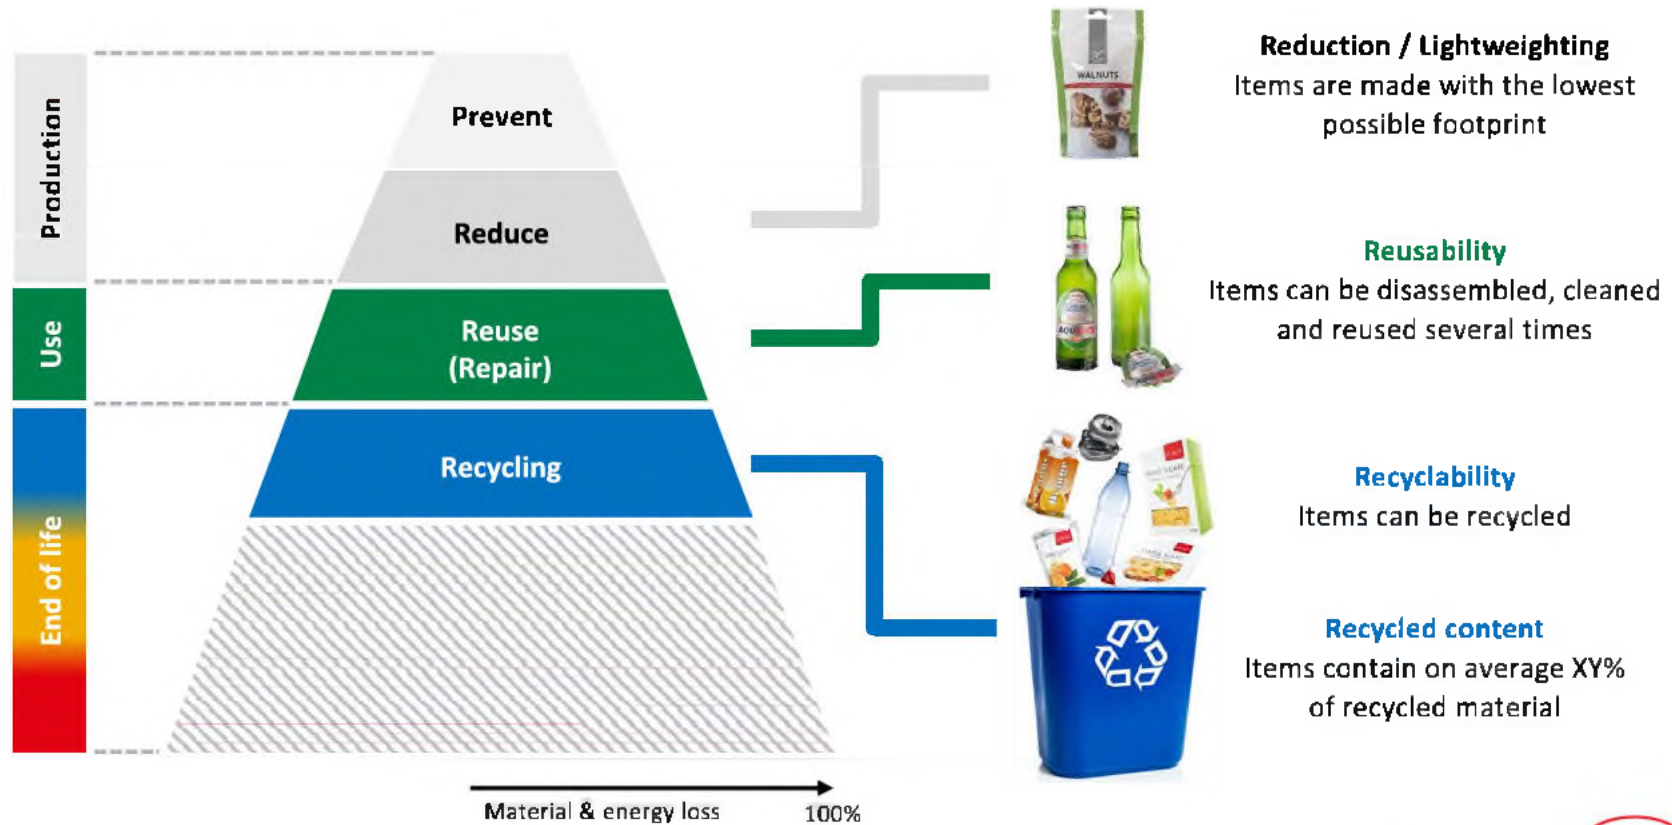 Production
Use
End of life
Prevent
Reduce
Reuse
(Repair)
Recycling
Material & energy loss
100%
WALNUTS
Reduction / Lightweighting
Items are made with the lowest
possible footprint
Reusability
Items can be disassembled, cleaned
and reused several times
Recyclability
Items can be recycled
Recycled content
Items contain on average XY%
of recycled material